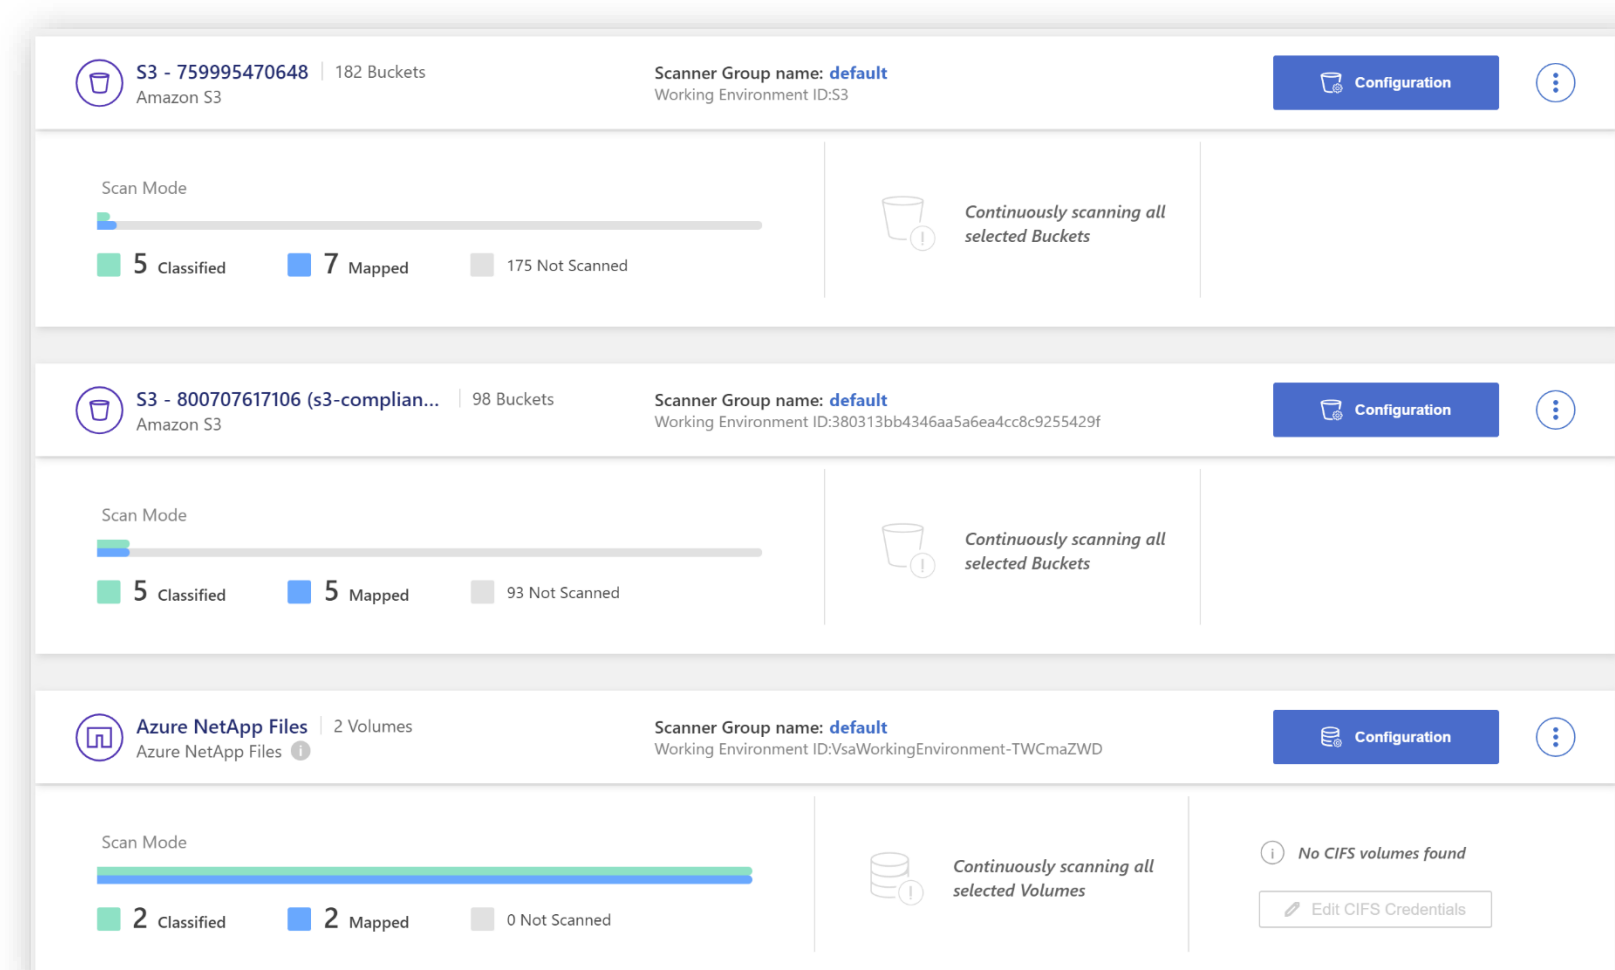 S3 - 759995470648 182 Buckets
Amazon S3
Scanner Group name: default
Working Environment ID:S3
Configuration
Scan Mode
5 Classified 7 Mapped 175 Not Scanned
Continuously scanning all
selected Buckets
S3 - 800707617106 (s3-complian... 98 Buckets
Amazon S3
Scanner Group name: default
Working Environment ID:380313bb4346aa5a6ea4cc8c9255429f
Configuration
Scan Mode
5 Classified 5 Mapped 93 Not Scanned
Continuously scanning all
selected Buckets
Azure NetApp Files 2 Volumes
Azure NetApp Files
Scanner Group name: default
Working Environment ID:VsaWorkingEnvironment-TWCmaZWD
Configuration
Scan Mode
2 Classified 2 Mapped 0 Not Scanned
Continuously scanning all
selected Volumes
No CIFS volumes found
Edit CIFS Credentials